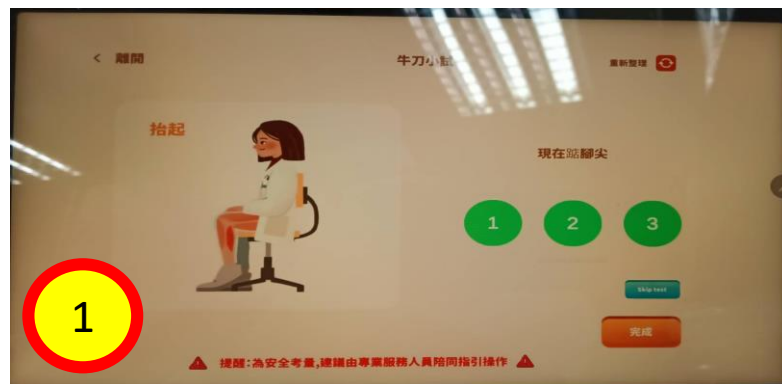 離開
牛刀小試
重新整理
抬起
現在踮腳尖
1
2
3
Skip test
完成
1
提醒:為安全考量,建議由專業服務人員陪同指引操作